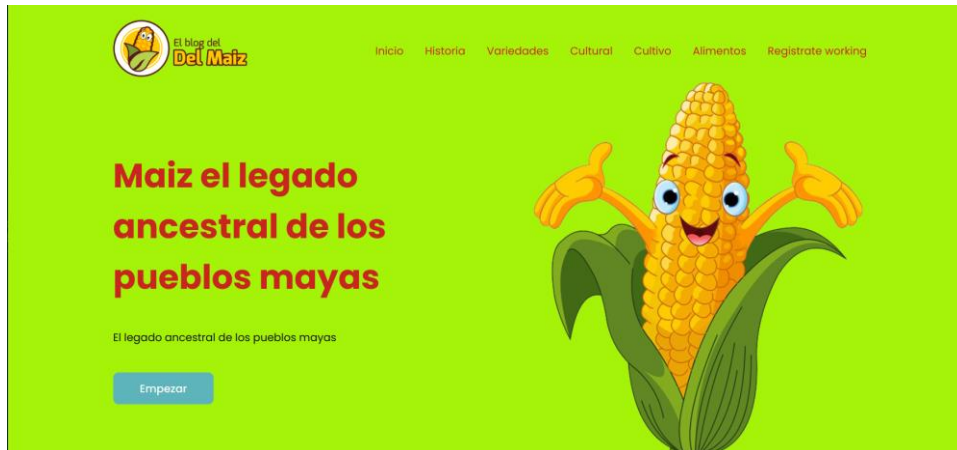 El blog del
Del Maiz
Inicio Historia Variedades Cultural Cultivo Alimentos Registrate working
Maiz el legado
ancestral de los
pueblos mayas
El legado ancestral de los pueblos mayas
Empezar